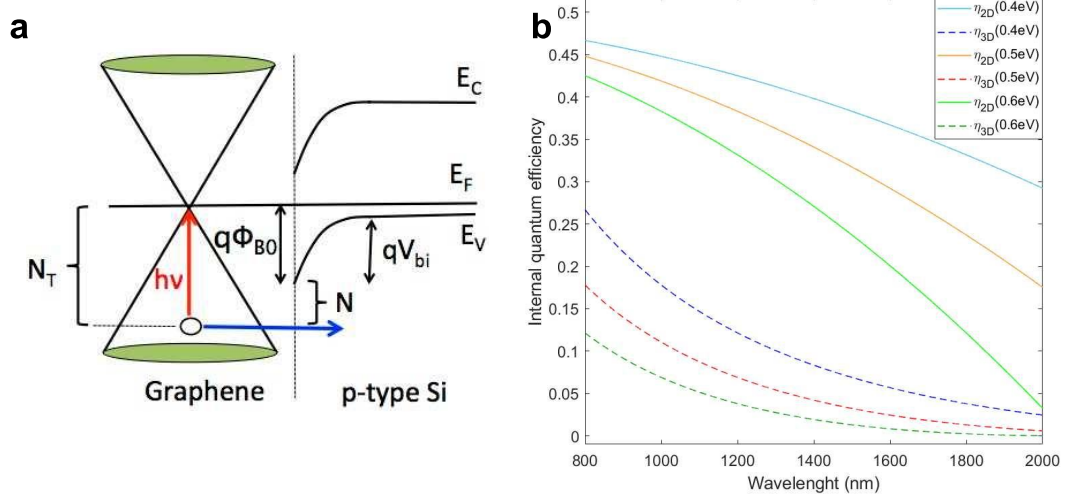 a
E_C
E_F
E_V
qΦ_B0
qV_bi
N_T
hν
N
Graphene
p-type Si
b
η_2D(0.4eV)
η_3D(0.4eV)
η_2D(0.5eV)
η_3D(0.5eV)
η_2D(0.6eV)
η_3D(0.6eV)
Internal quantum efficiency
0.5
0.45
0.4
0.35
0.3
0.25
0.2
0.15
0.1
0.05
0
800 1000 1200 1400 1600 1800 2000
Wavelenght (nm)